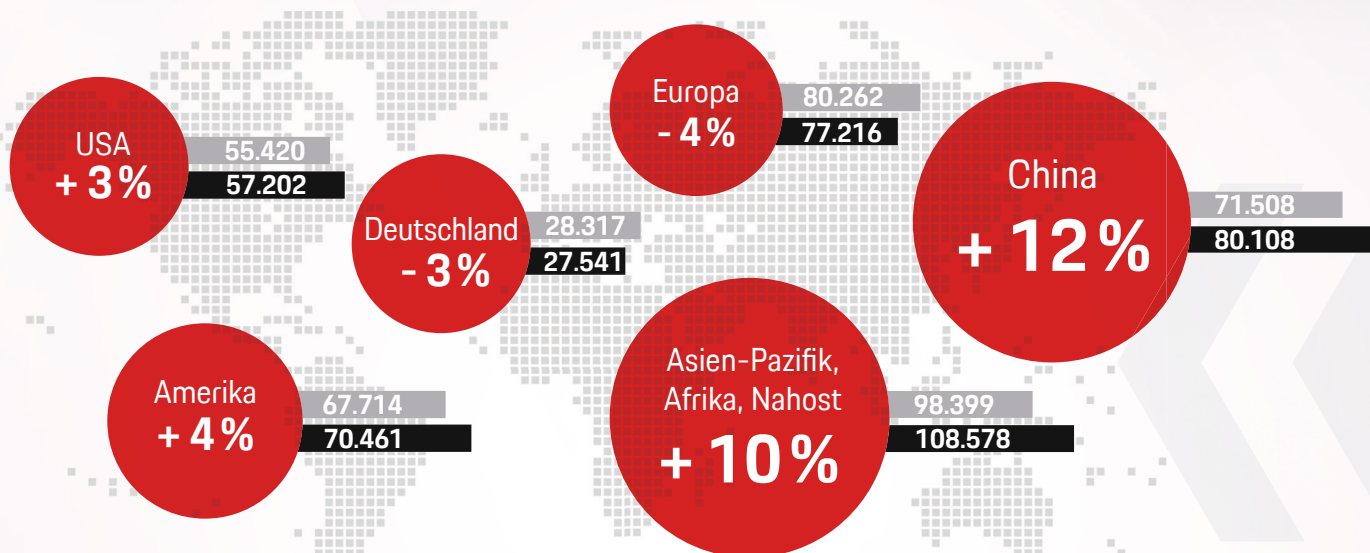 USA
+ 3 %
55.420
57.202
Deutschland
- 3 %
28.317
27.541
Europa
- 4 %
80.262
77.216
China
+ 12 %
71.508
80.108
Amerika
+ 4 %
67.714
70.461
Asien-Pazifik,
Afrika, Nahost
+ 10 %
98.399
108.578